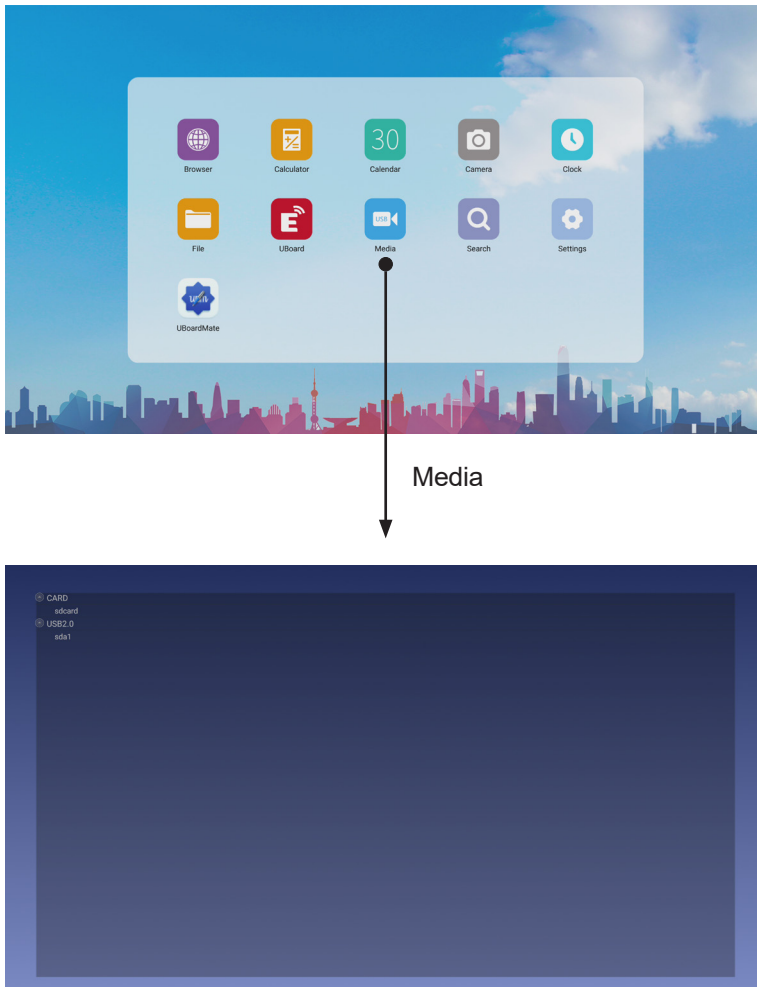 Browser Calculator 30 Calendar Camera Clock
File E UBoard USB Media Search Settings
UBoardMate
Media
CARD
sdcard
USB2.0
sda1